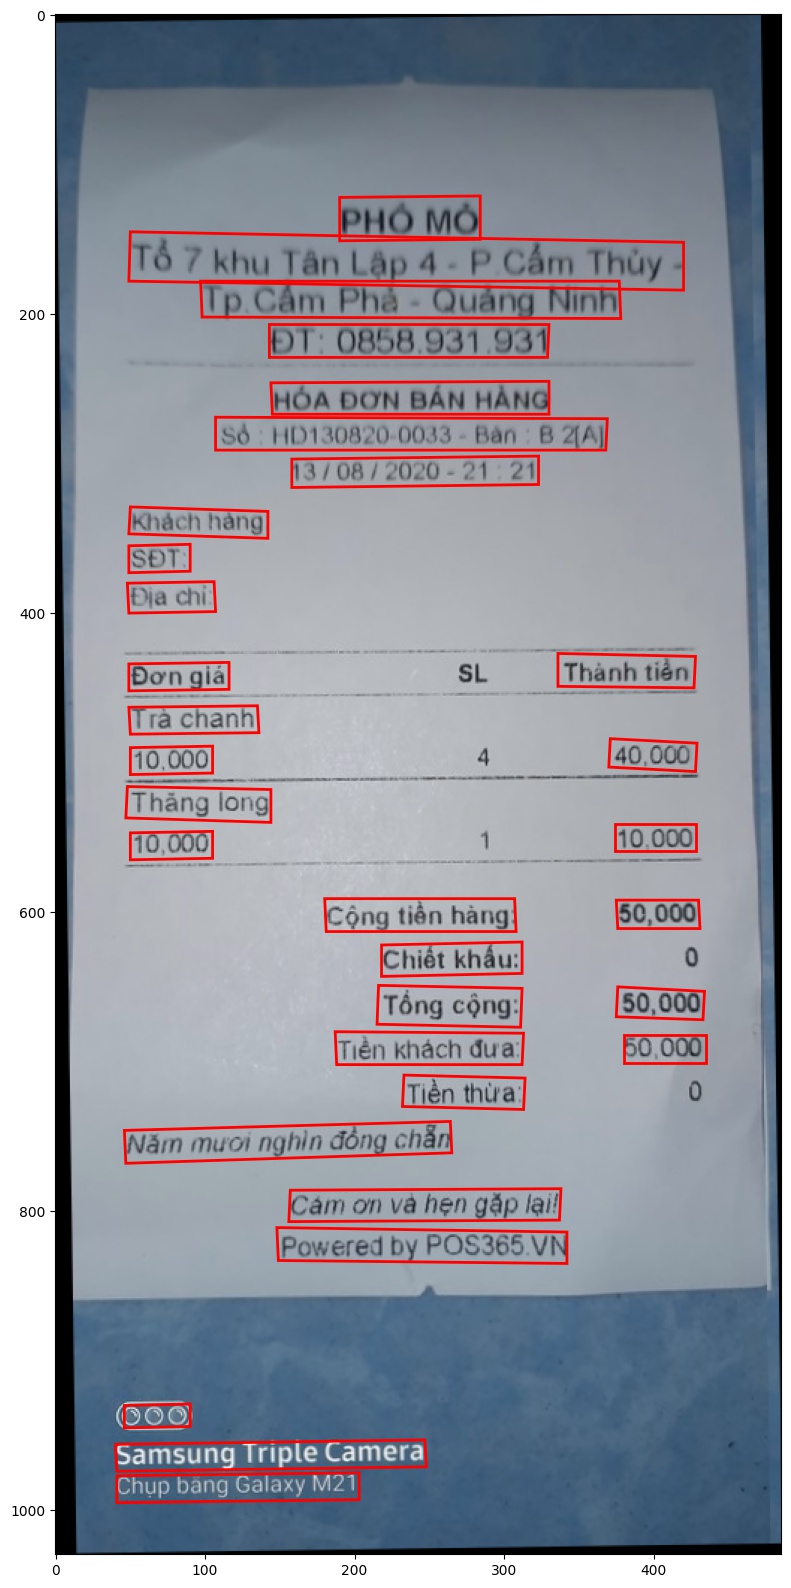 0
200
400
600
800
1000
PHỐ MỎ
Tổ 7 khu Tân Lập 4 - P.Cẩm Thủy -
Tp.Cẩm Phả - Quảng Ninh
ĐT: 0858.931.931
HÓA ĐƠN BÁN HÀNG
Số : HD130820-0033 - Bàn : B 2[A]
13 / 08 / 2020 - 21 : 21
Khách hàng
SĐT:
Địa chỉ:
Đơn giá SL Thành tiền
Trà chanh
10,000 4 40,000
Thăng long
10,000 1 10,000
Cộng tiền hàng: 50,000
Chiết khấu: 0
Tổng cộng: 50,000
Tiền khách đưa: 50,000
Tiền thừa: 0
Năm mươi nghìn đồng chẵn
Cám ơn và hẹn gặp lại!
Powered by POS365.VN
Samsung Triple Camera
Chụp bằng Galaxy M21
0 100 200 300 400